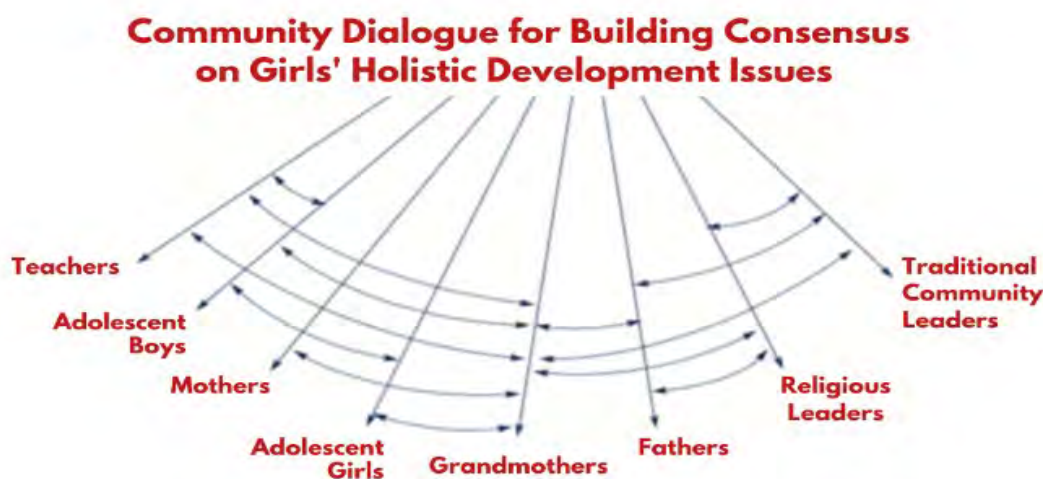 Community Dialogue for Building Consensus
on Girls' Holistic Development Issues
Teachers
Adolescent
Boys
Mothers
Adolescent
Girls
Grandmothers
Fathers
Religious
Leaders
Traditional
Community
Leaders